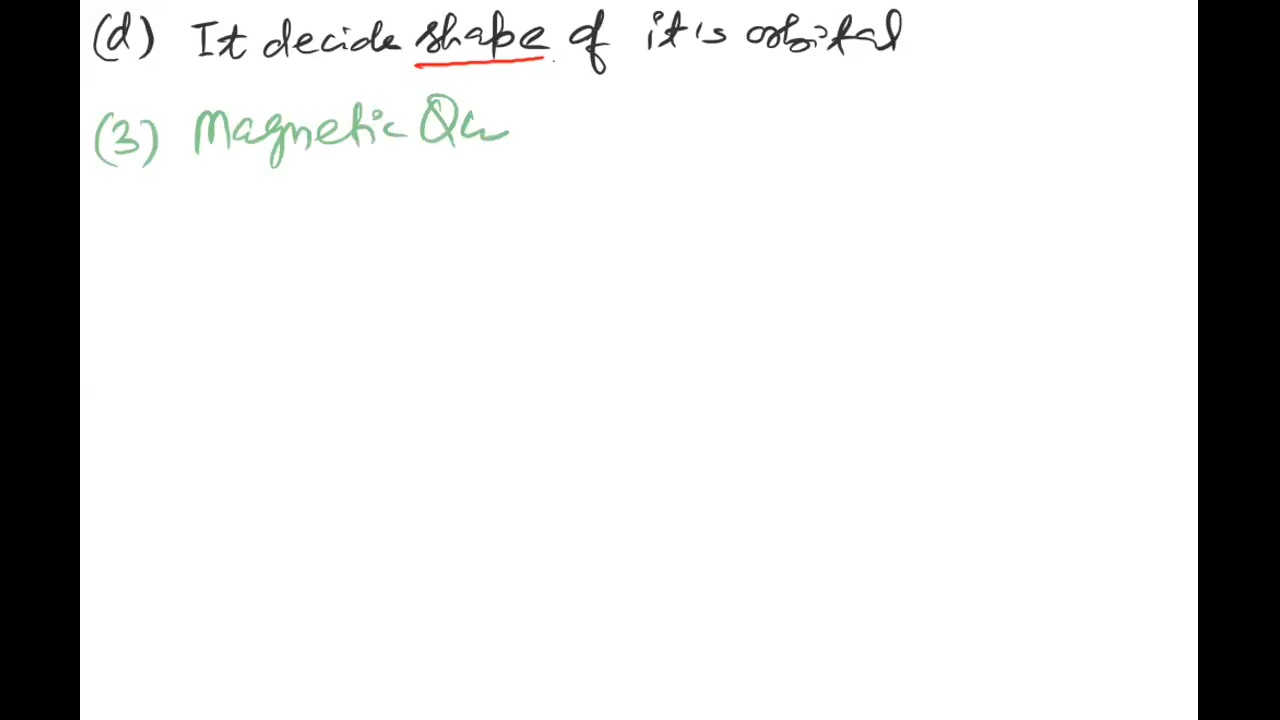 (d) It decide shape of it's orbital
(3) Magnetic Qu